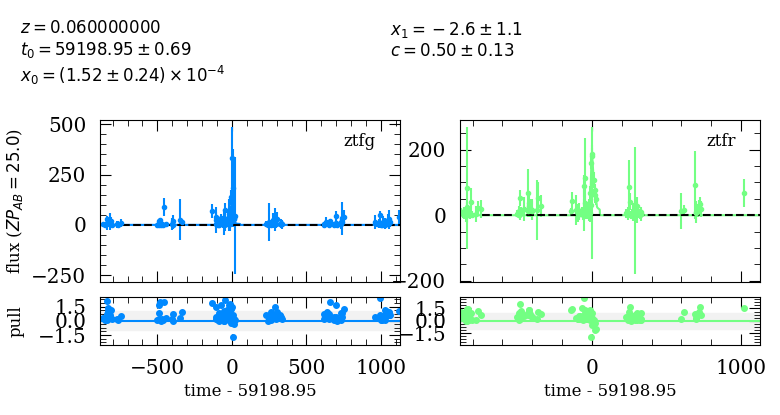 z = 0.060000000
t₀ = 59198.95 ± 0.69
x₀ = (1.52 ± 0.24) × 10⁻⁴
x₁ = −2.6 ± 1.1
c = 0.50 ± 0.13
ztfg
ztfr
500
250
0
−250
flux (ZP_AB = 25.0)
200
0
−200
1.5
0.0
−1.5
pull
1.5
0.0
−1.5
−500 0 500 1000
0 1000
time - 59198.95
time - 59198.95